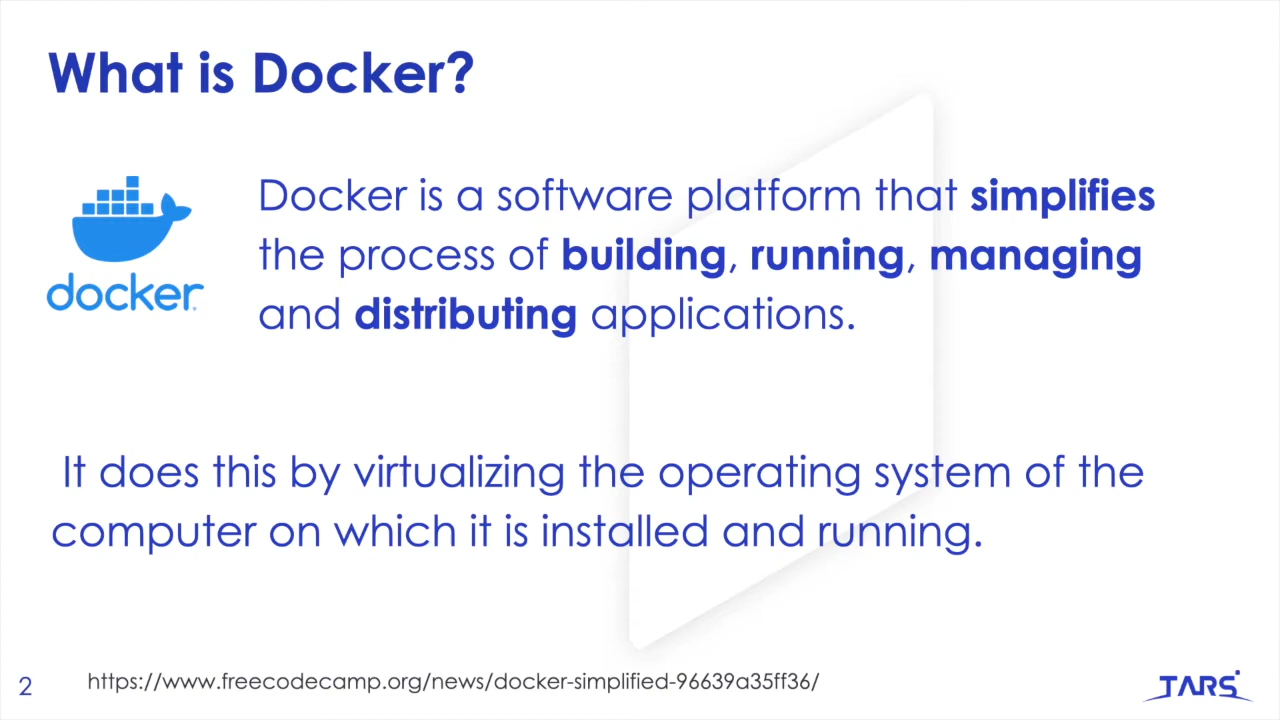 What is Docker?
docker
Docker is a software platform that simplifies
the process of building, running, managing
and distributing applications.
It does this by virtualizing the operating system of the
computer on which it is installed and running.
2
https://www.freecodecamp.org/news/docker-simplified-96639a35ff36/
TARS